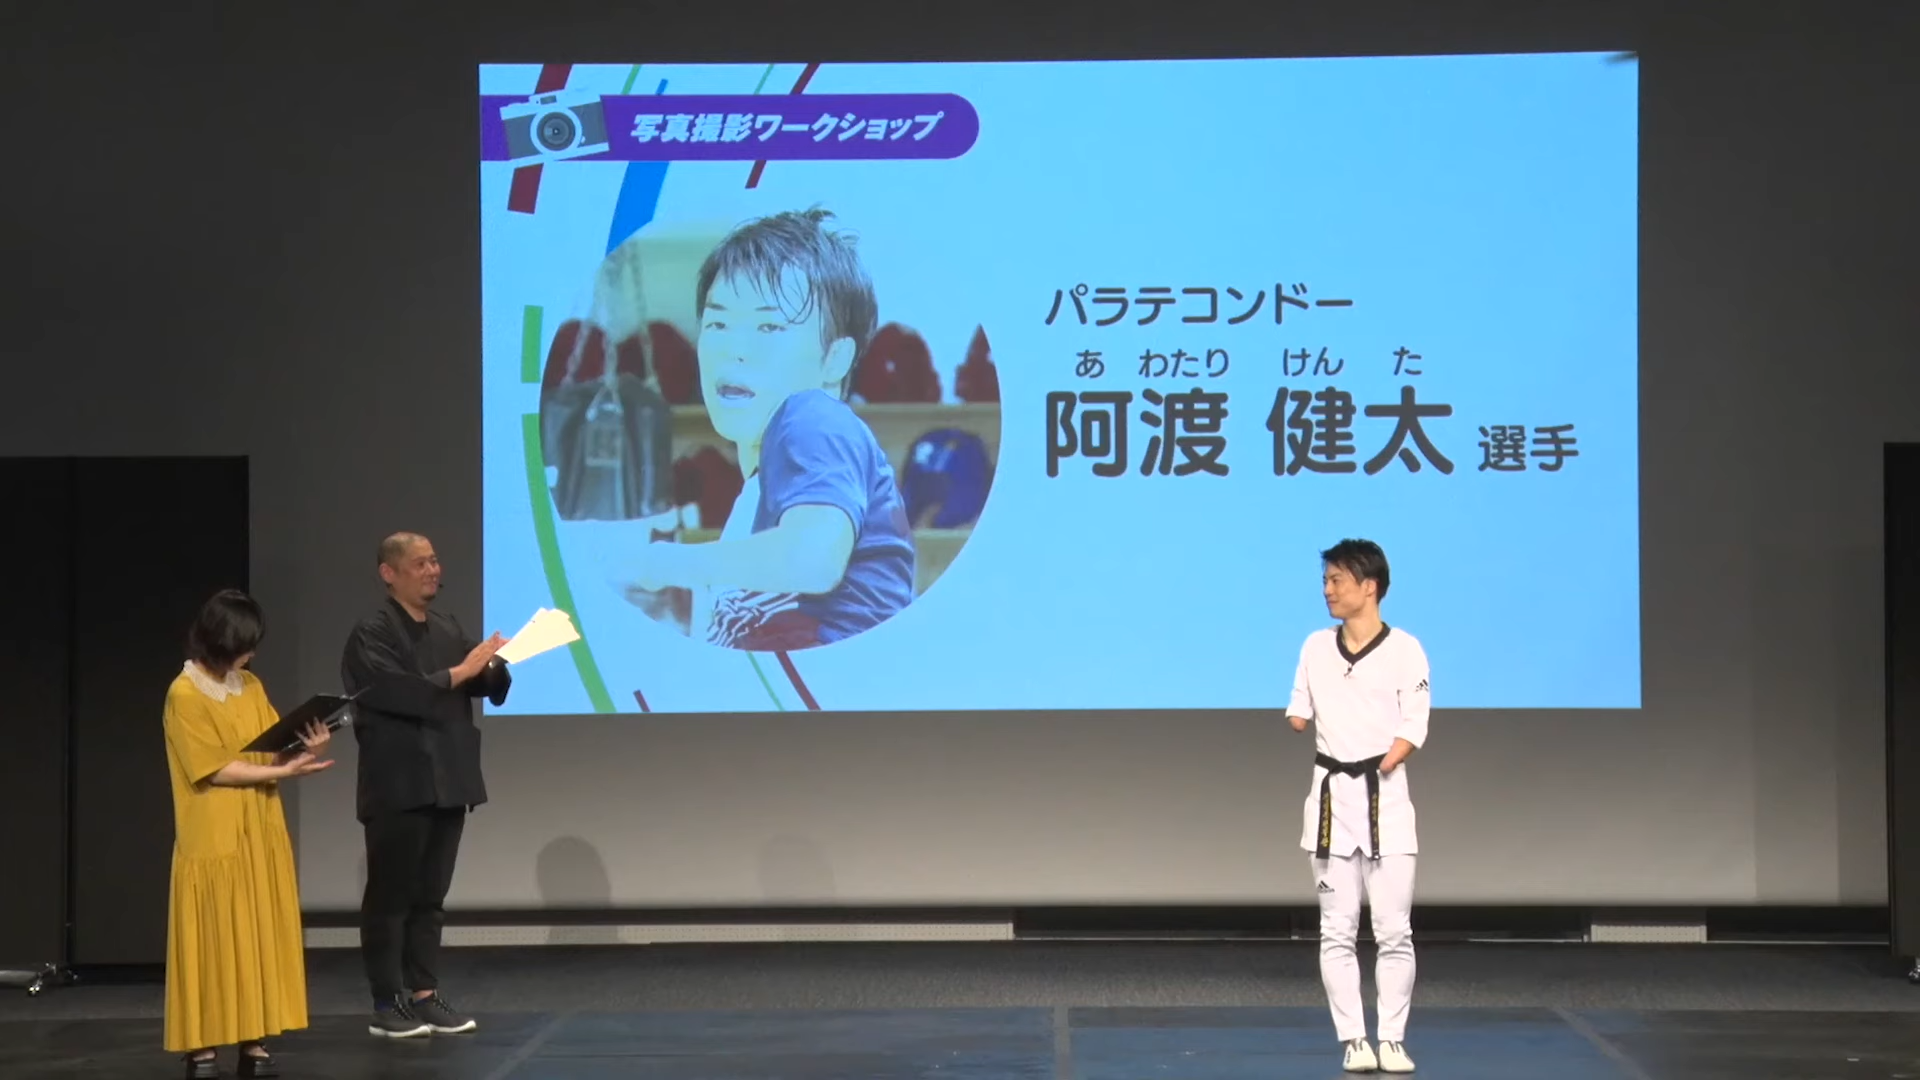 写真撮影ワークショップ
パラテコンドー
あ わたり けん た
阿渡 健太 選手